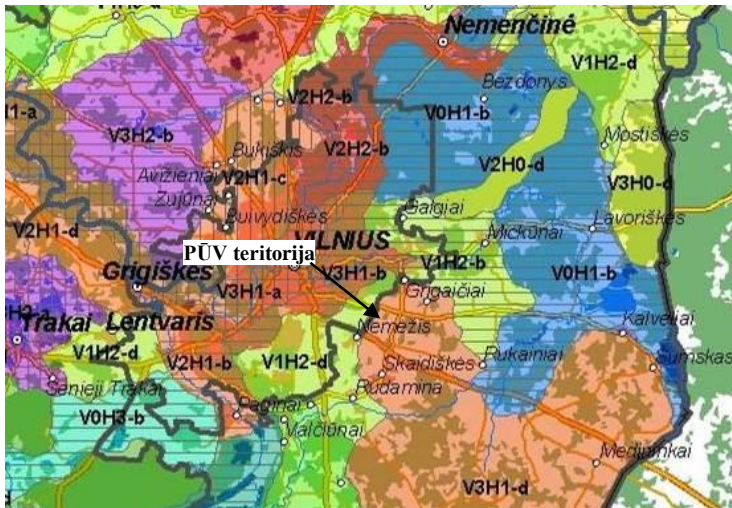 Nemenčinė
V1H2-d
Bezdonys
V2H2-b
V0H1-b
V3H2-b
V2H2-b
Mostiškės
Bukiškis
Avižieniai
V2H1-c
V2H0-d
V3H0-d
Zujūnai
Buivydiškės
Galgiai
Lavoriškės
V2H1-d
PŪV teritorija
VILNIUS
Mickūnai
V1H2-b
V0H1-b
Grigiškės
V3H1-b
V3H1-a
Grigaičiai
Trakai
Lentvaris
Nemėžis
Kalveliai
V1H2-d
V2H1-b
V1H2-d
Skaidiškės
Rukainiai
Šumskas
Senieji Trakai
Rudamina
V0H3-b
Pagiriai
Valčiūnai
Medininkai
V3H1-d